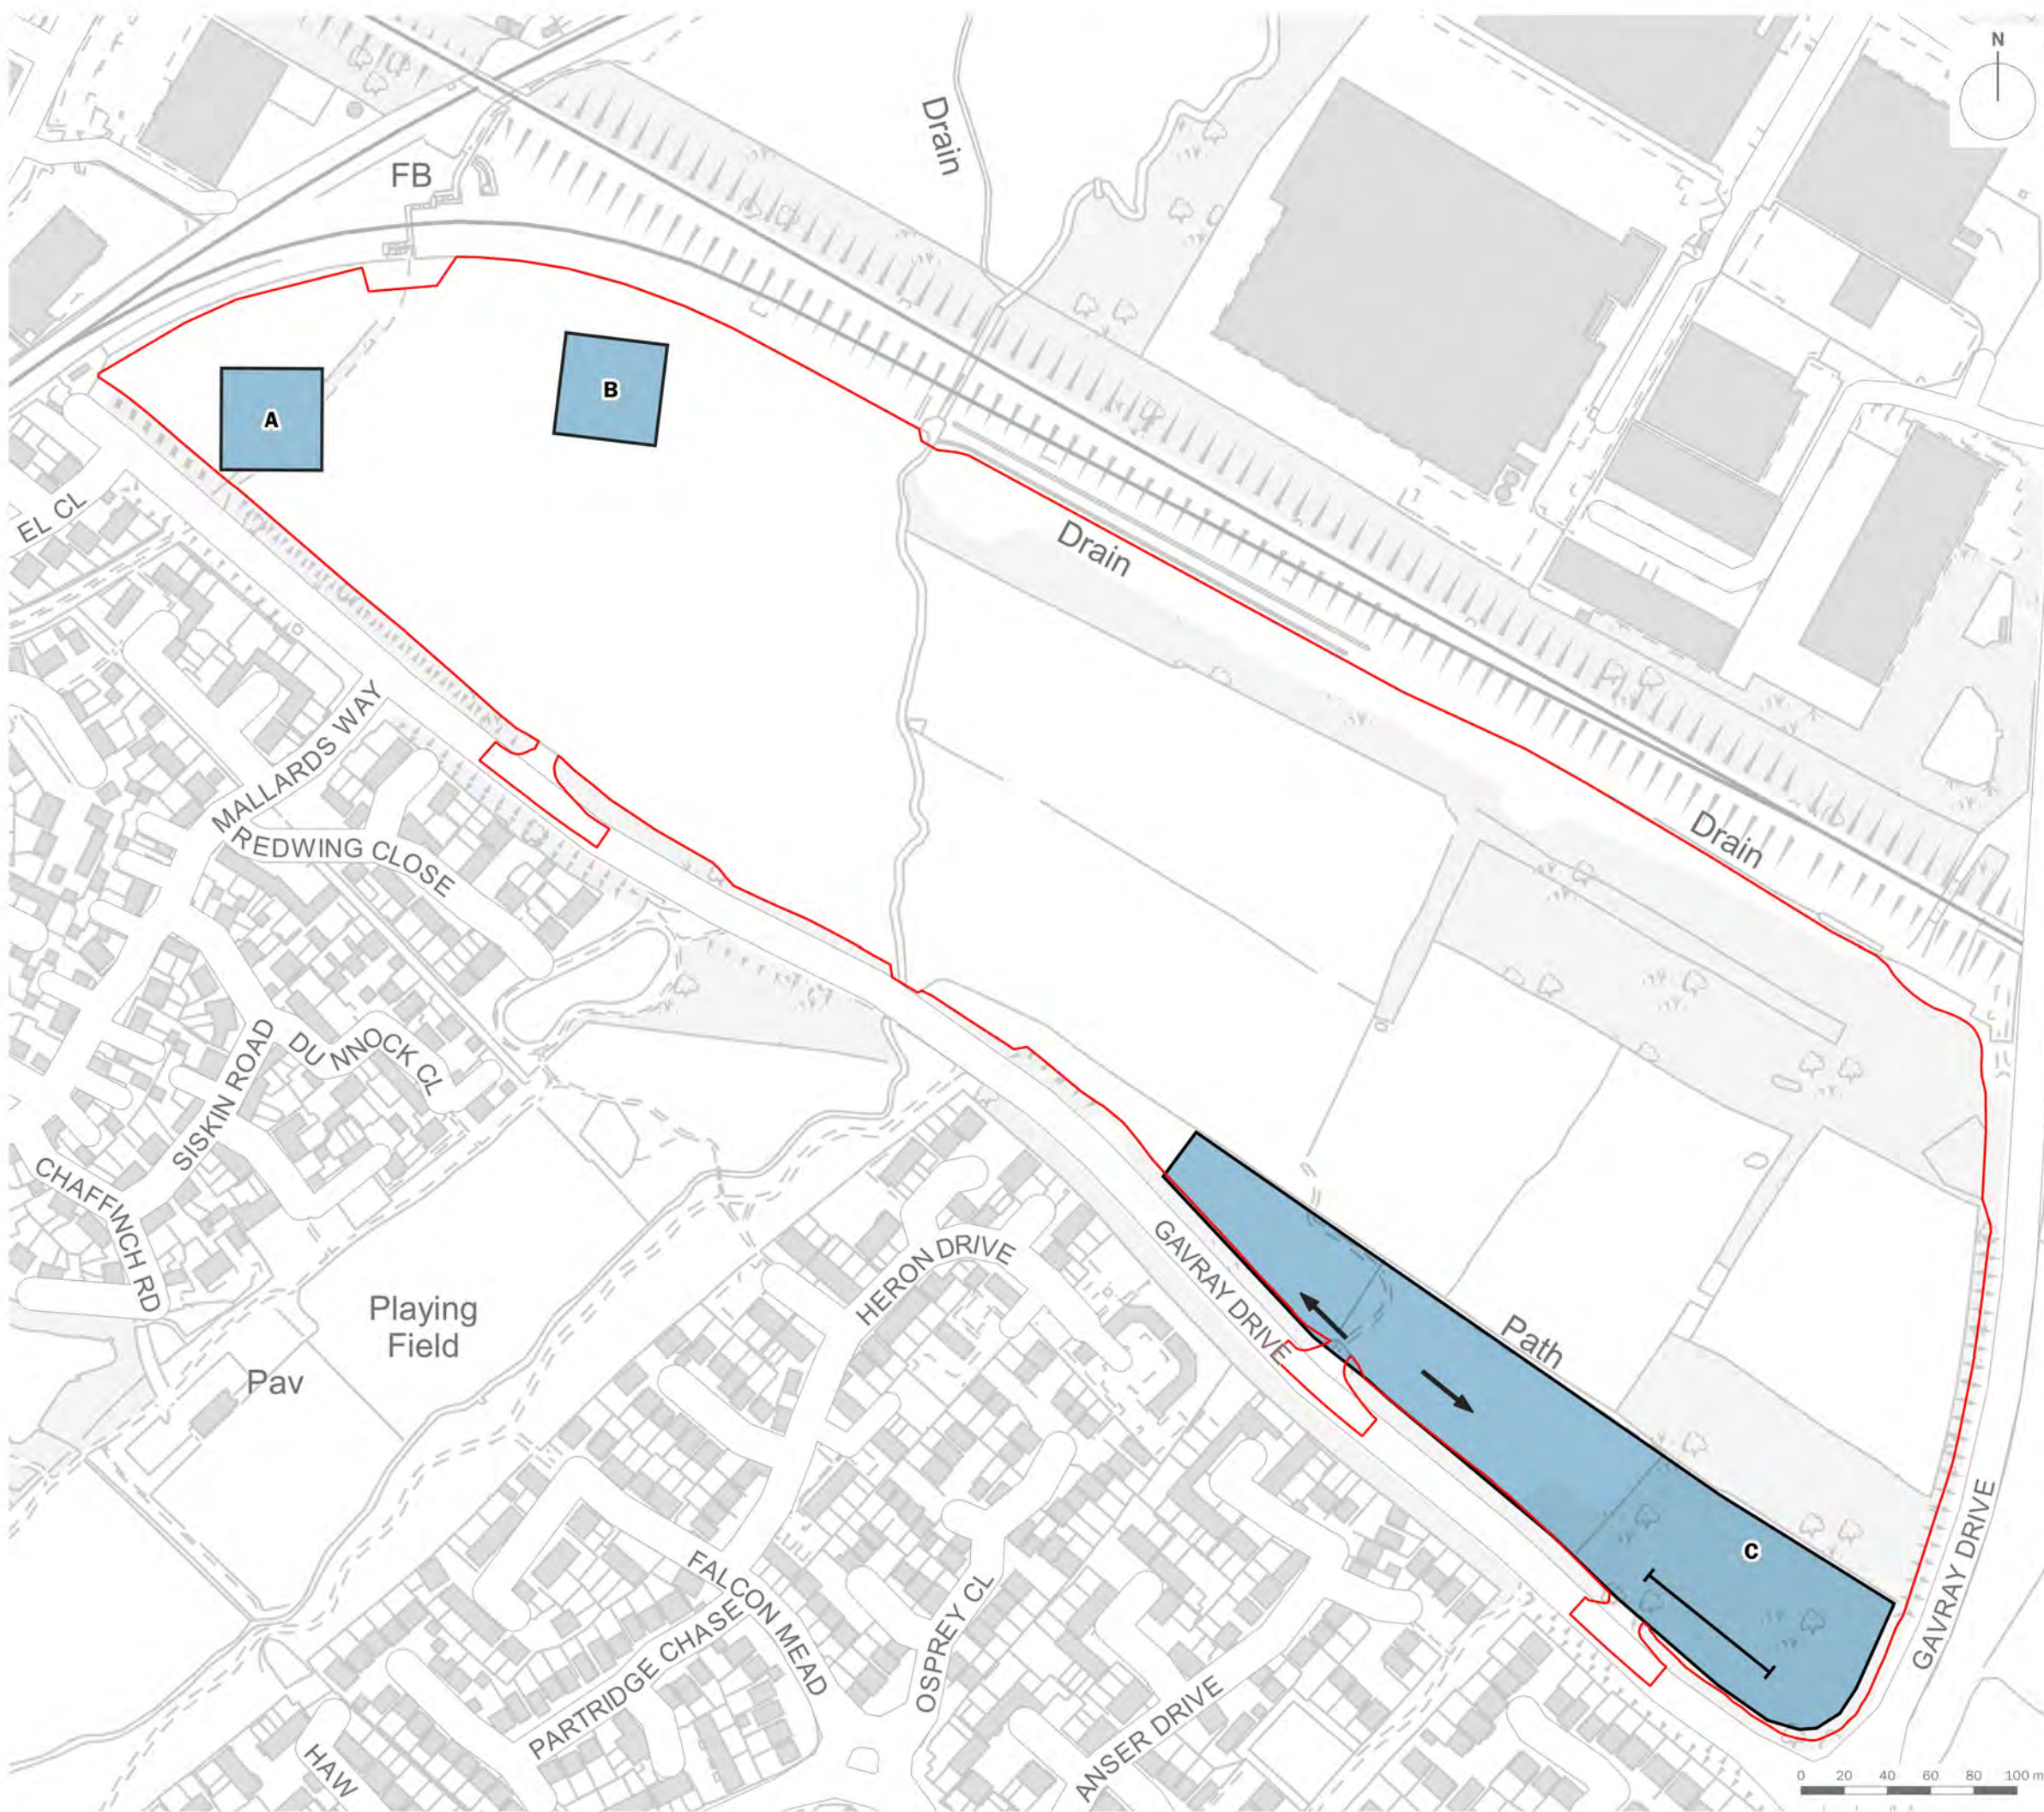 N
Drain
FB
A
B
EL CL
Drain
MALLARDS WAY
REDWING CLOSE
Drain
SISKIN ROAD
DU NNOCK CL
CHAFFINCH RD
Playing
Field
Pav
HERON DRIVE
GAVRAY DRIVE
Path
C
GAVRAY DRIVE
FALCON MEAD
PARTRIDGE CHASE
OSPREY CL
ANSER DRIVE
HAW
0 20 40 60 80 100 m